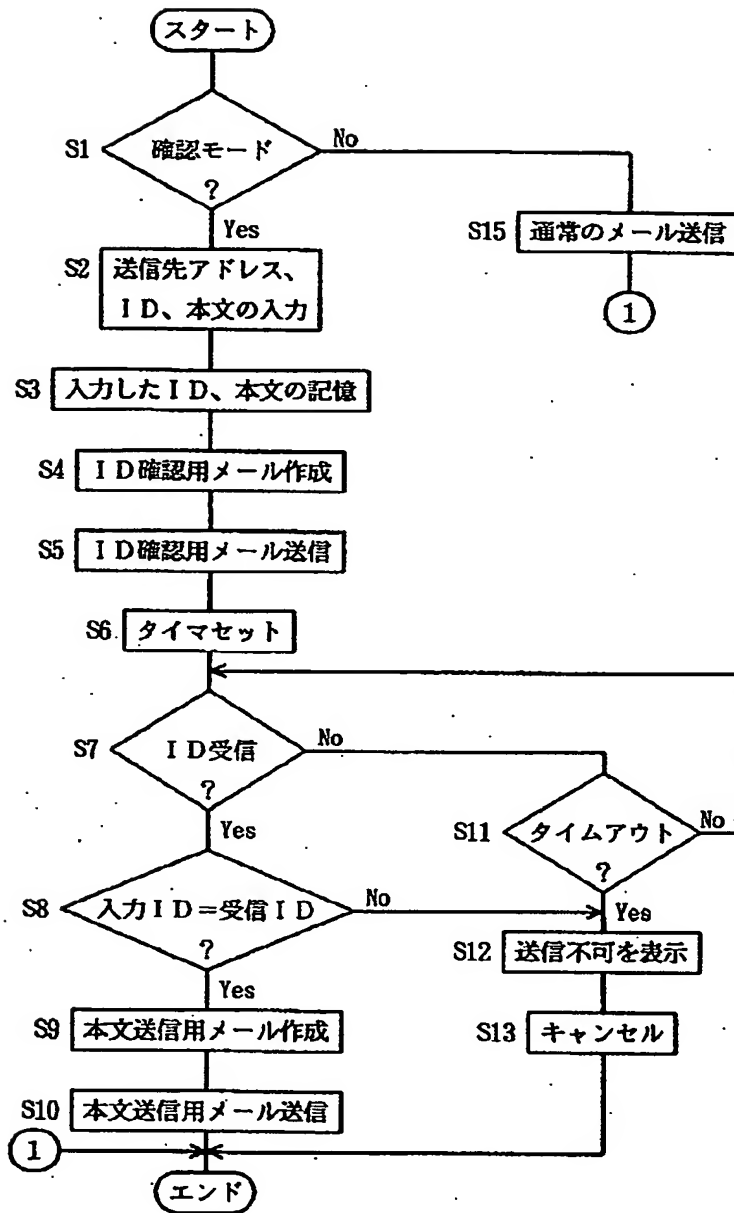 スタート
S1 確認モード
?
No
Yes
S15 通常のメール送信
1
S2 送信先アドレス、
ID、本文の入力
S3 入力したID、本文の記憶
S4 ID確認用メール作成
S5 ID確認用メール送信
S6 タイマセット
S7 ID受信
?
No
Yes
S11 タイムアウト
?
No
Yes
S8 入力ID=受信ID
?
No
Yes
S12 送信不可を表示
S9 本文送信用メール作成
S13 キャンセル
S10 本文送信用メール送信
1
エンド